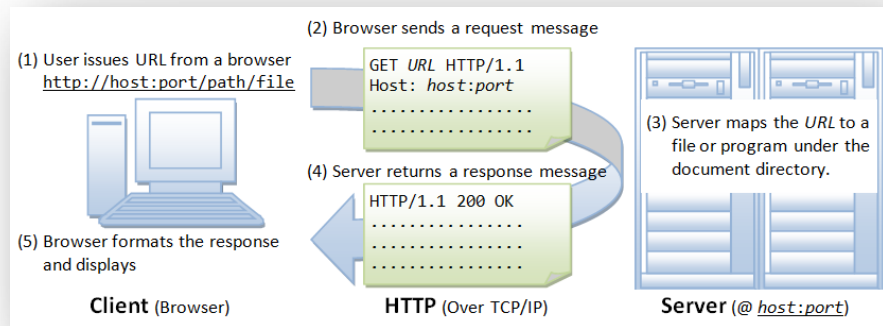 (1) User issues URL from a browser
http://host:port/path/file
(2) Browser sends a request message
GET URL HTTP/1.1
Host: host:port
................
................
(3) Server maps the URL to a
file or program under the
document directory.
(4) Server returns a response message
HTTP/1.1 200 OK
...............
...............
...............
(5) Browser formats the response
and displays
Client (Browser)
HTTP (Over TCP/IP)
Server (@ host:port)